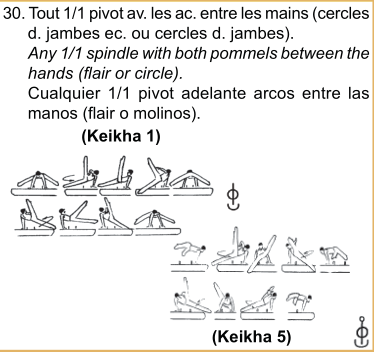 30. Tout 1/1 pivot av. les ac. entre les mains (cercles
d. jambes ec. ou cercles d. jambes).
Any 1/1 spindle with both pommels between the
hands (flair or circle).
Cualquier 1/1 pivot adelante arcos entre las
manos (flair o molinos).
(Keikha 1)
(Keikha 5)